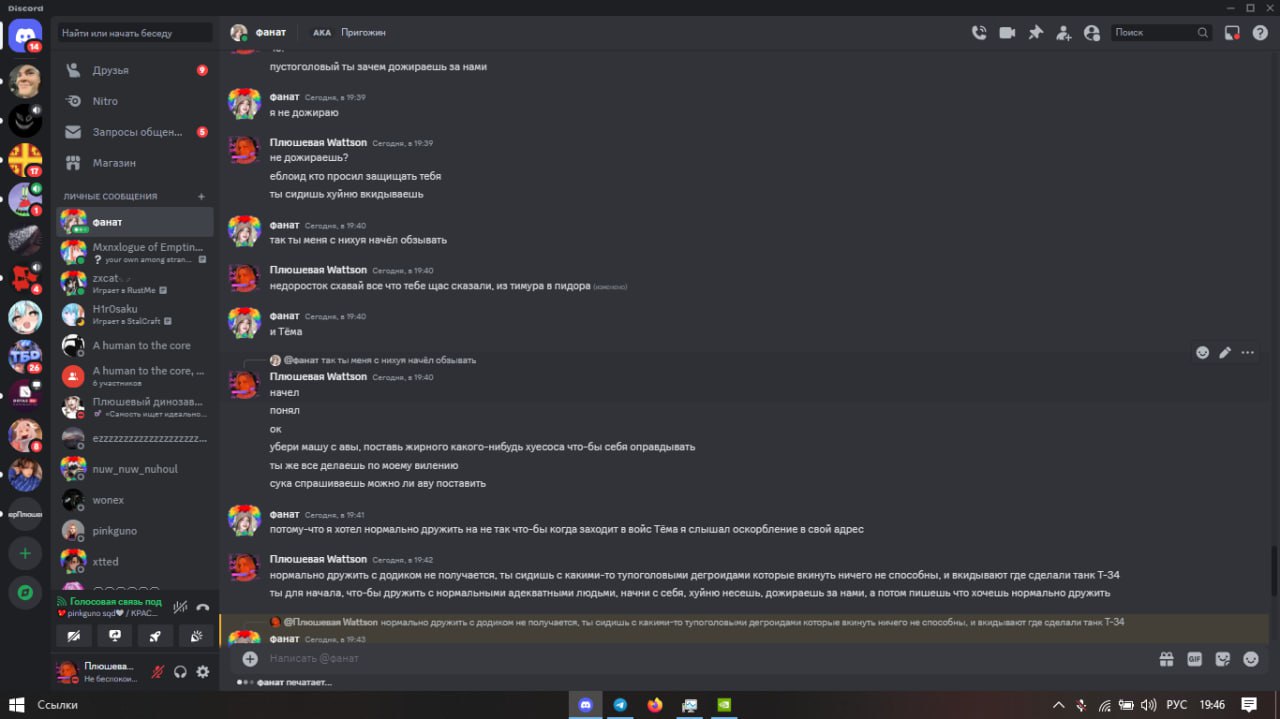 Discord
Найти или начать беседу
фанат
AKA
Пригожин
Поиск
14
Друзья
9
Nitro
Запросы общен...
5
Магазин
ЛИЧНЫЕ СООБЩЕНИЯ
фанат
Mxnxlogue of Emptin...
? your own among stran...
zxcat
Играет в RustMe
H1r0saku
Играет в StalCraft
A human to the core
A human to the core, ...
6 участников
Плюшевый динозав...
«Самость ищет идеально...
ezzzzzzzzzzzzzzzzzzzz...
nuw_nuw_nuhoul
wonex
pinkguno
xtted
17
1
4
ТБР
26
8
ерПлюшев
Голосовая связь под
pinkguno sqd / КРАС...
Плюшева...
Не беспокои...
пустоголовый ты зачем дожираешь за нами
фанат Сегодня, в 19:39
я не дожираю
Плюшевая Wattson Сегодня, в 19:39
не дожираешь?
еблоид кто просил защищать тебя
ты сидишь хуйню вкидываешь
фанат Сегодня, в 19:40
так ты меня с нихуя начёл обзывать
Плюшевая Wattson Сегодня, в 19:40
недоросток схавай все что тебе щас сказали, из тимура в пидора (изменено)
фанат Сегодня, в 19:40
и Тёма
@фанат так ты меня с нихуя начёл обзывать
Плюшевая Wattson Сегодня, в 19:40
начел
понял
ок
убери машу с авы, поставь жирного какого-нибудь хуесоса что-бы себя оправдывать
ты же все делаешь по моему вилению
сука спрашиваешь можно ли аву поставить
фанат Сегодня, в 19:41
потому-что я хотел нормально дружить на не так что-бы когда заходит в войс Тёма я слышал оскорбление в свой адрес
Плюшевая Wattson Сегодня, в 19:42
нормально дружить с додиком не получается, ты сидишь с какими-то тупоголовыми дегроидами которые вкинуть ничего не способны, и вкидывают где сделали танк Т-34
ты для начала, что-бы дружить с нормальными адекватными людьми, начни с себя, хуйню несешь, дожираешь за нами, а потом пишешь что хочешь нормально дружить
@Плюшевая Wattson нормально дружить с додиком не получается, ты сидишь с какими-то тупоголовыми дегроидами которые вкинуть ничего не способны, и вкидывают где сделали танк Т-34
фанат Сегодня, в 19:43
Написать @фанат
GIF
фанат печатает...
Ссылки
РУС
19:46